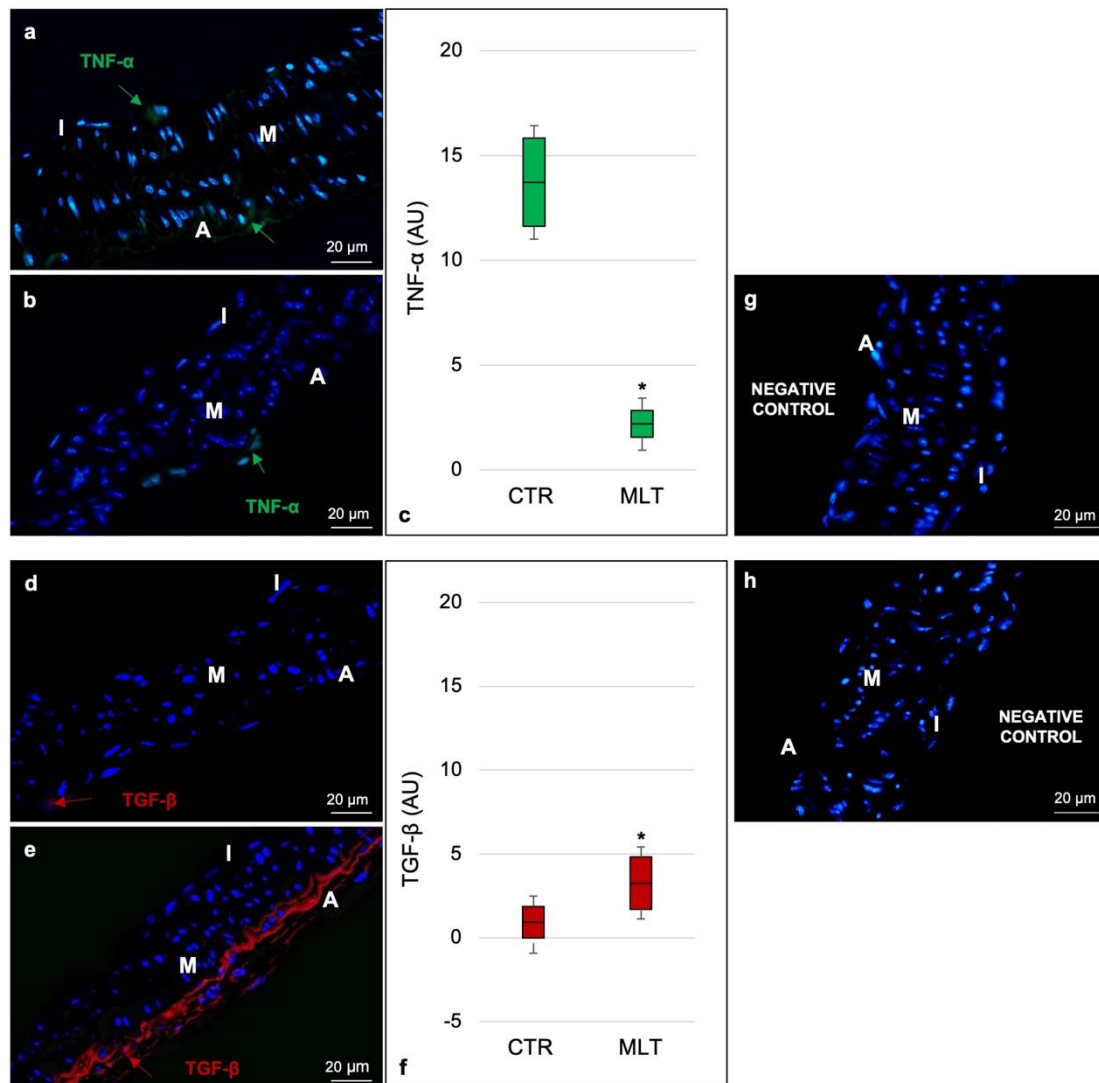 a
TNF-α
I
M
A
20 µm
b
I
A
M
TNF-α
20 µm
20
15
10
5
0
TNF-α (AU)
*
CTR MLT
c
g
A
NEGATIVE
CONTROL
M
I
20 µm
d
I
M
A
TGF-β
20 µm
e
I
A
M
TGF-β
20 µm
20
15
10
5
0
-5
TGF-β (AU)
*
CTR MLT
f
h
M
I
NEGATIVE
CONTROL
A
20 µm